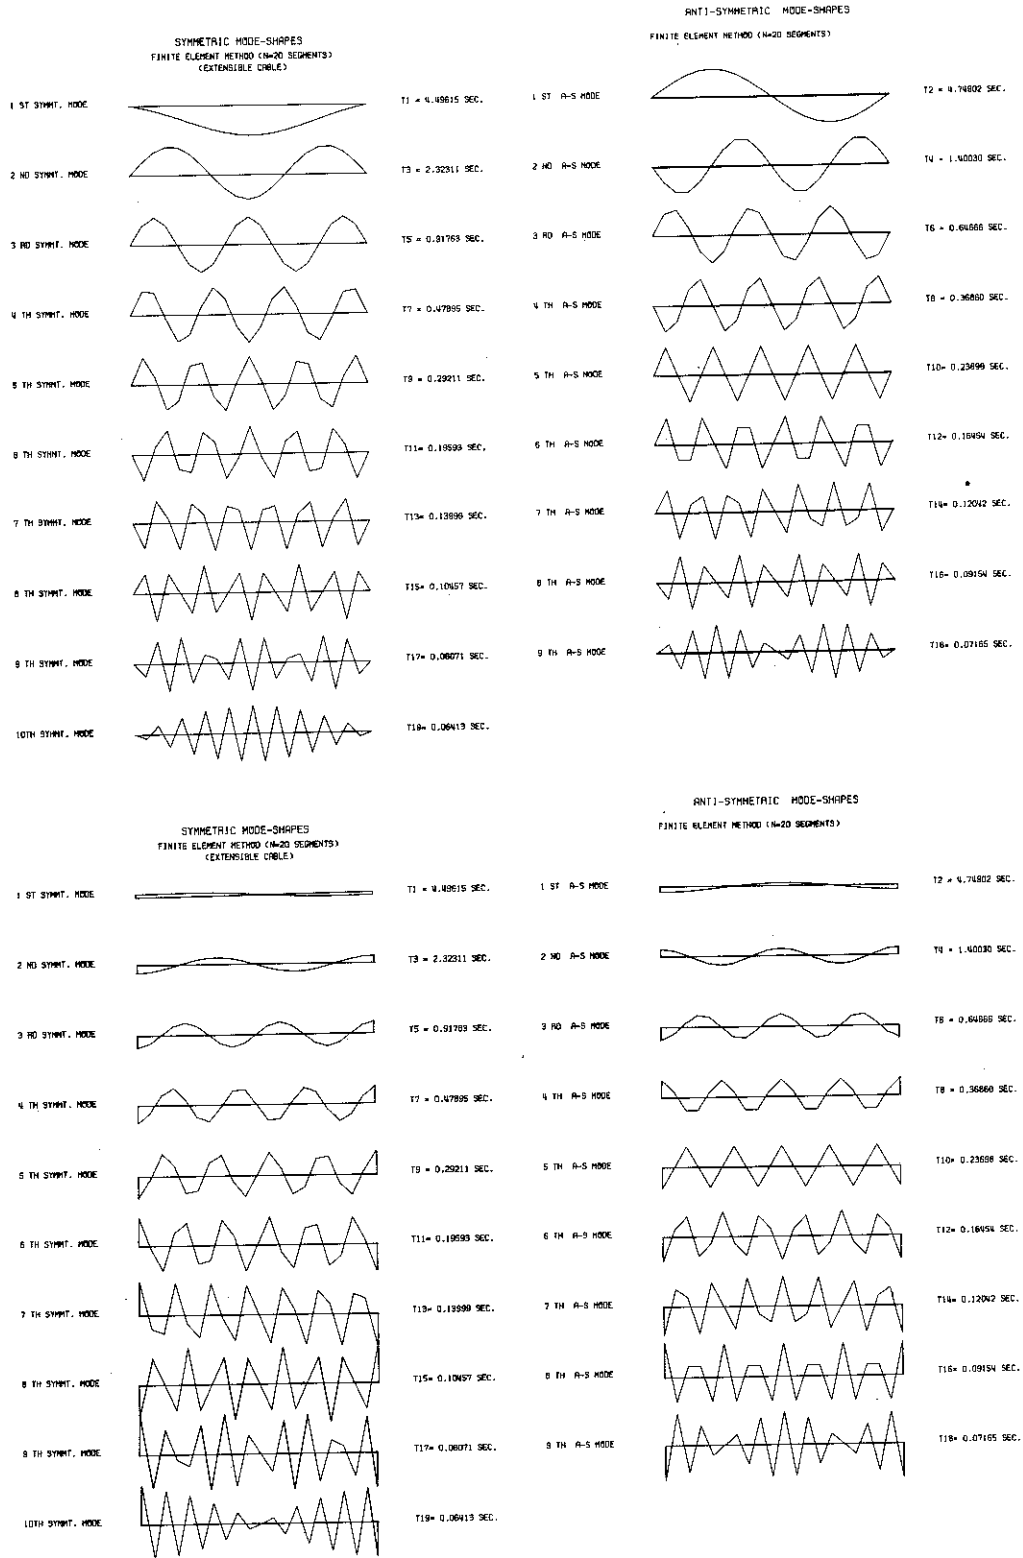 SYMMETRIC MODE-SHAPES
FINITE ELEMENT METHOD (N=20 SEGMENTS)
(EXTENSIBLE CABLE)
1 ST SYMMT. MODE T1 = 4.49615 SEC.
2 ND SYMMT. MODE T3 = 2.32311 SEC.
3 RD SYMMT. MODE T5 = 0.91763 SEC.
4 TH SYMMT. MODE T7 = 0.47895 SEC.
5 TH SYMMT. MODE T9 = 0.29211 SEC.
6 TH SYMMT. MODE T11= 0.19593 SEC.
7 TH SYMMT. MODE T13= 0.13999 SEC.
8 TH SYMMT. MODE T15= 0.10457 SEC.
9 TH SYMMT. MODE T17= 0.08071 SEC.
10TH SYMMT. MODE T19= 0.06413 SEC.
ANTI-SYMMETRIC MODE-SHAPES
FINITE ELEMENT METHOD (N=20 SEGMENTS)
1 ST A-S MODE T2 = 4.74802 SEC.
2 ND A-S MODE T4 = 1.40030 SEC.
3 RD A-S MODE T6 = 0.64666 SEC.
4 TH A-S MODE T8 = 0.36860 SEC.
5 TH A-S MODE T10= 0.23698 SEC.
6 TH A-S MODE T12= 0.16454 SEC.
7 TH A-S MODE T14= 0.12042 SEC.
8 TH A-S MODE T16= 0.09154 SEC.
9 TH A-S MODE T18= 0.07165 SEC.
SYMMETRIC MODE-SHAPES
FINITE ELEMENT METHOD (N=20 SEGMENTS)
(EXTENSIBLE CABLE)
1 ST SYMMT. MODE T1 = 4.49615 SEC.
2 ND SYMMT. MODE T3 = 2.32311 SEC.
3 RD SYMMT. MODE T5 = 0.91763 SEC.
4 TH SYMMT. MODE T7 = 0.47895 SEC.
5 TH SYMMT. MODE T9 = 0.29211 SEC.
6 TH SYMMT. MODE T11= 0.19593 SEC.
7 TH SYMMT. MODE T13= 0.13999 SEC.
8 TH SYMMT. MODE T15= 0.10457 SEC.
9 TH SYMMT. MODE T17= 0.08071 SEC.
10TH SYMMT. MODE T19= 0.06413 SEC.
ANTI-SYMMETRIC MODE-SHAPES
FINITE ELEMENT METHOD (N=20 SEGMENTS)
1 ST A-S MODE T2 = 4.74802 SEC.
2 ND A-S MODE T4 = 1.40030 SEC.
3 RD A-S MODE T6 = 0.64666 SEC.
4 TH A-S MODE T8 = 0.36860 SEC.
5 TH A-S MODE T10= 0.23698 SEC.
6 TH A-S MODE T12= 0.16454 SEC.
7 TH A-S MODE T14= 0.12042 SEC.
8 TH A-S MODE T16= 0.09154 SEC.
9 TH A-S MODE T18= 0.07165 SEC.